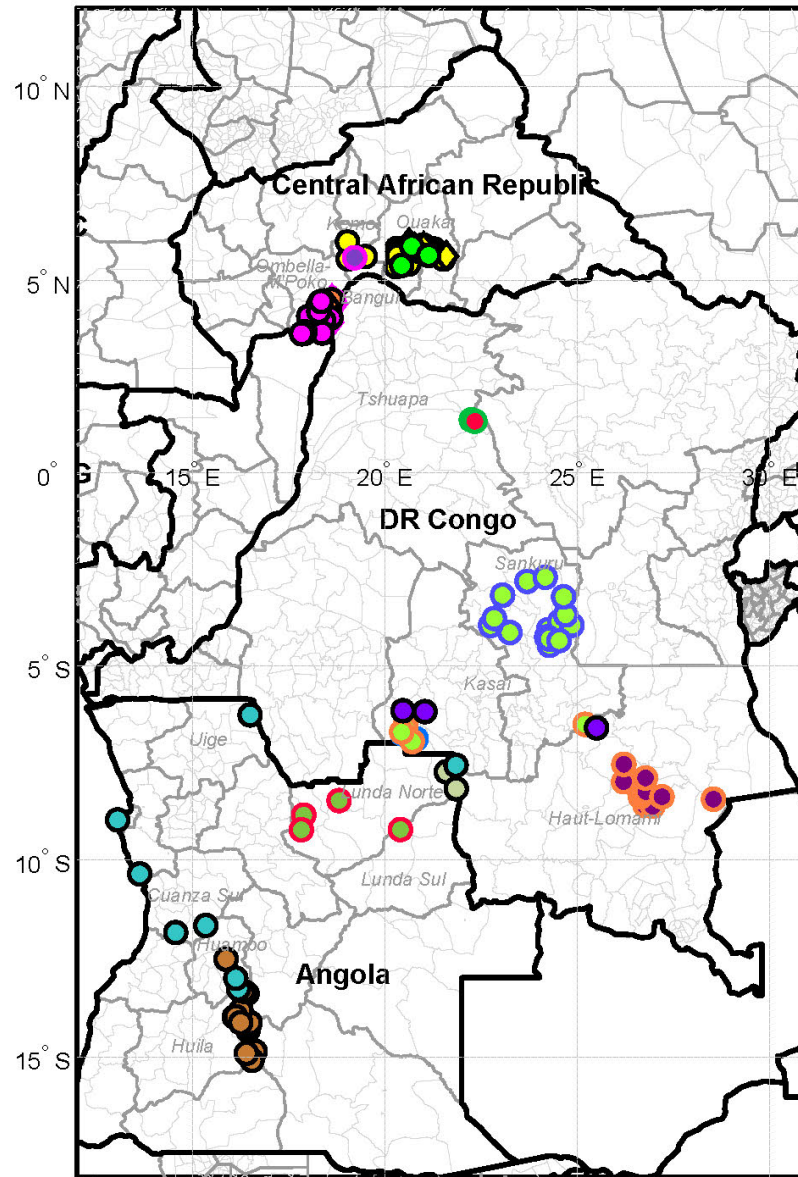 10° N
Central African Republic
Kemo
Ouaka
Ombella-
M'Poko
Bangui
5° N
Tshuapa
0°
G
15 E
20 E
25 E
30 E
DR Congo
Sankuru
5° S
Kasai
Uige
Lunda Norte
Haut-Lomami
10° S
Lunda Sul
Cuanza Sul
Huambo
Angola
Huila
15° S